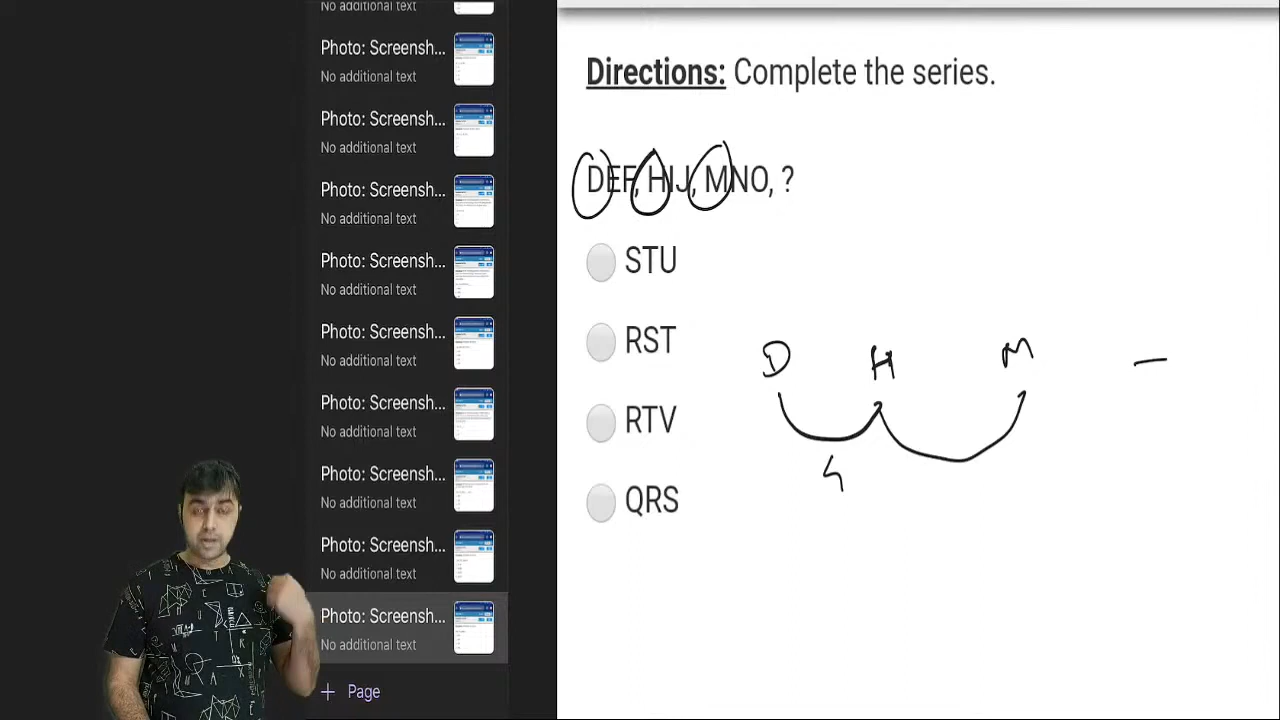 No additional text
Photo: Screensh...
No additional text
Photo: Screensh...
No additional text
Photo: Screensh...
No additional text
Photo: Screensh...
No additional text
Photo: Screensh...
No additional text
Photo: Screensh...
No additional text
Photo: Screensh...
No additional text
Photo: Screensh...
No additional text
Photo: Screensh...
No additional text
+ Page
Directions: Complete the series.
DEF, HIJ, MNO, ?
STU
RST
RTV
QRS
D H M –
4